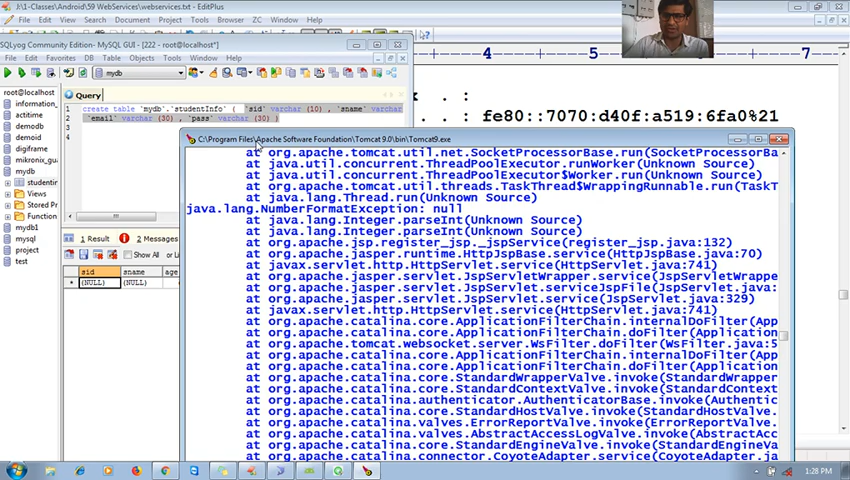 J:\1-Classes\Android\59 WebServices\webservices.txt - EditPlus
File Edit View Search Document Project Tools Browser ZC Window Help
4 5 6 7
SQLyog Community Edition- MySQL GUI - [222 - root@localhost*]
File Edit Favorites DB Table Objects Tools Window Help
mydb
. :
. : fe80::7070:d40f:a519:6fa0%21
root@localhost
information_
actitime
demodb
demoid
digiframe
mikronix_gua
mydb
studentin
Views
Stored Pr
Function
mydb1
mysql
project
test
Query
1 create table `mydb`.`studentInfo` ( `sid` varchar (10) , `sname` varchar
2 `email` varchar (30) , `pass` varchar (30) )
3
1 Result 2 Messages
Show All or Li
sid sname age
* (NULL) (NULL)
C:\Program Files\Apache Software Foundation\Tomcat 9.0\bin\Tomcat9.exe
at org.apache.tomcat.util.net.SocketProcessorBase.run(SocketProcessorBa
at java.util.concurrent.ThreadPoolExecutor.runWorker(Unknown Source)
at java.util.concurrent.ThreadPoolExecutor$Worker.run(Unknown Source)
at org.apache.tomcat.util.threads.TaskThread$WrappingRunnable.run(TaskT
at java.lang.Thread.run(Unknown Source)
java.lang.NumberFormatException: null
at java.lang.Integer.parseInt(Unknown Source)
at java.lang.Integer.parseInt(Unknown Source)
at org.apache.jsp.register_jsp._jspService(register_jsp.java:132)
at org.apache.jasper.runtime.HttpJspBase.service(HttpJspBase.java:70)
at javax.servlet.http.HttpServlet.service(HttpServlet.java:741)
at org.apache.jasper.servlet.JspServletWrapper.service(JspServletWrappe
at org.apache.jasper.servlet.JspServlet.serviceJspFile(JspServlet.java:
at org.apache.jasper.servlet.JspServlet.service(JspServlet.java:329)
at javax.servlet.http.HttpServlet.service(HttpServlet.java:741)
at org.apache.catalina.core.ApplicationFilterChain.internalDoFilter(App
at org.apache.catalina.core.ApplicationFilterChain.doFilter(Application
at org.apache.tomcat.websocket.server.WsFilter.doFilter(WsFilter.java:5
at org.apache.catalina.core.ApplicationFilterChain.internalDoFilter(App
at org.apache.catalina.core.ApplicationFilterChain.doFilter(Application
at org.apache.catalina.core.StandardWrapperValve.invoke(StandardWrapper
at org.apache.catalina.core.StandardContextValve.invoke(StandardContext
at org.apache.catalina.authenticator.AuthenticatorBase.invoke(Authentic
at org.apache.catalina.core.StandardHostValve.invoke(StandardHostValve.
at org.apache.catalina.valves.ErrorReportValve.invoke(ErrorReportValve.
at org.apache.catalina.valves.AbstractAccessLogValve.invoke(AbstractAcc
at org.apache.catalina.core.StandardEngineValve.invoke(StandardEngineVa
at org.apache.catalina.connector.CoyoteAdapter.service(CoyoteAdapter.ja
1:28 PM